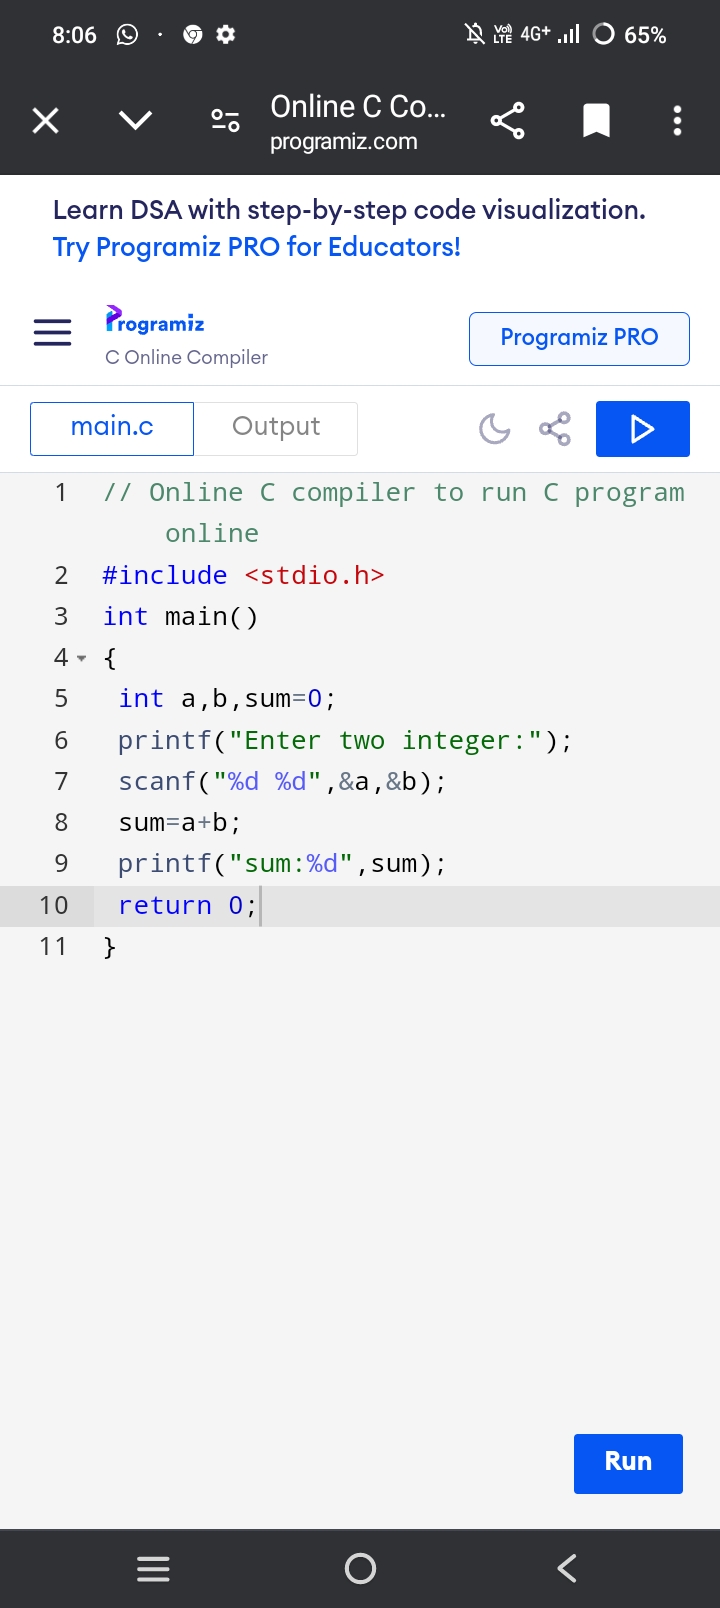 8:06
Vo) LTE 4G+ 65%
Online C Co...
programiz.com
Learn DSA with step-by-step code visualization.
Try Programiz PRO for Educators!
Programiz
C Online Compiler
Programiz PRO
main.c Output
1 // Online C compiler to run C program
online
2 #include <stdio.h>
3 int main()
4 {
5 int a,b,sum=0;
6 printf("Enter two integer:");
7 scanf("%d %d",&a,&b);
8 sum=a+b;
9 printf("sum:%d",sum);
10 return 0;
11 }
Run